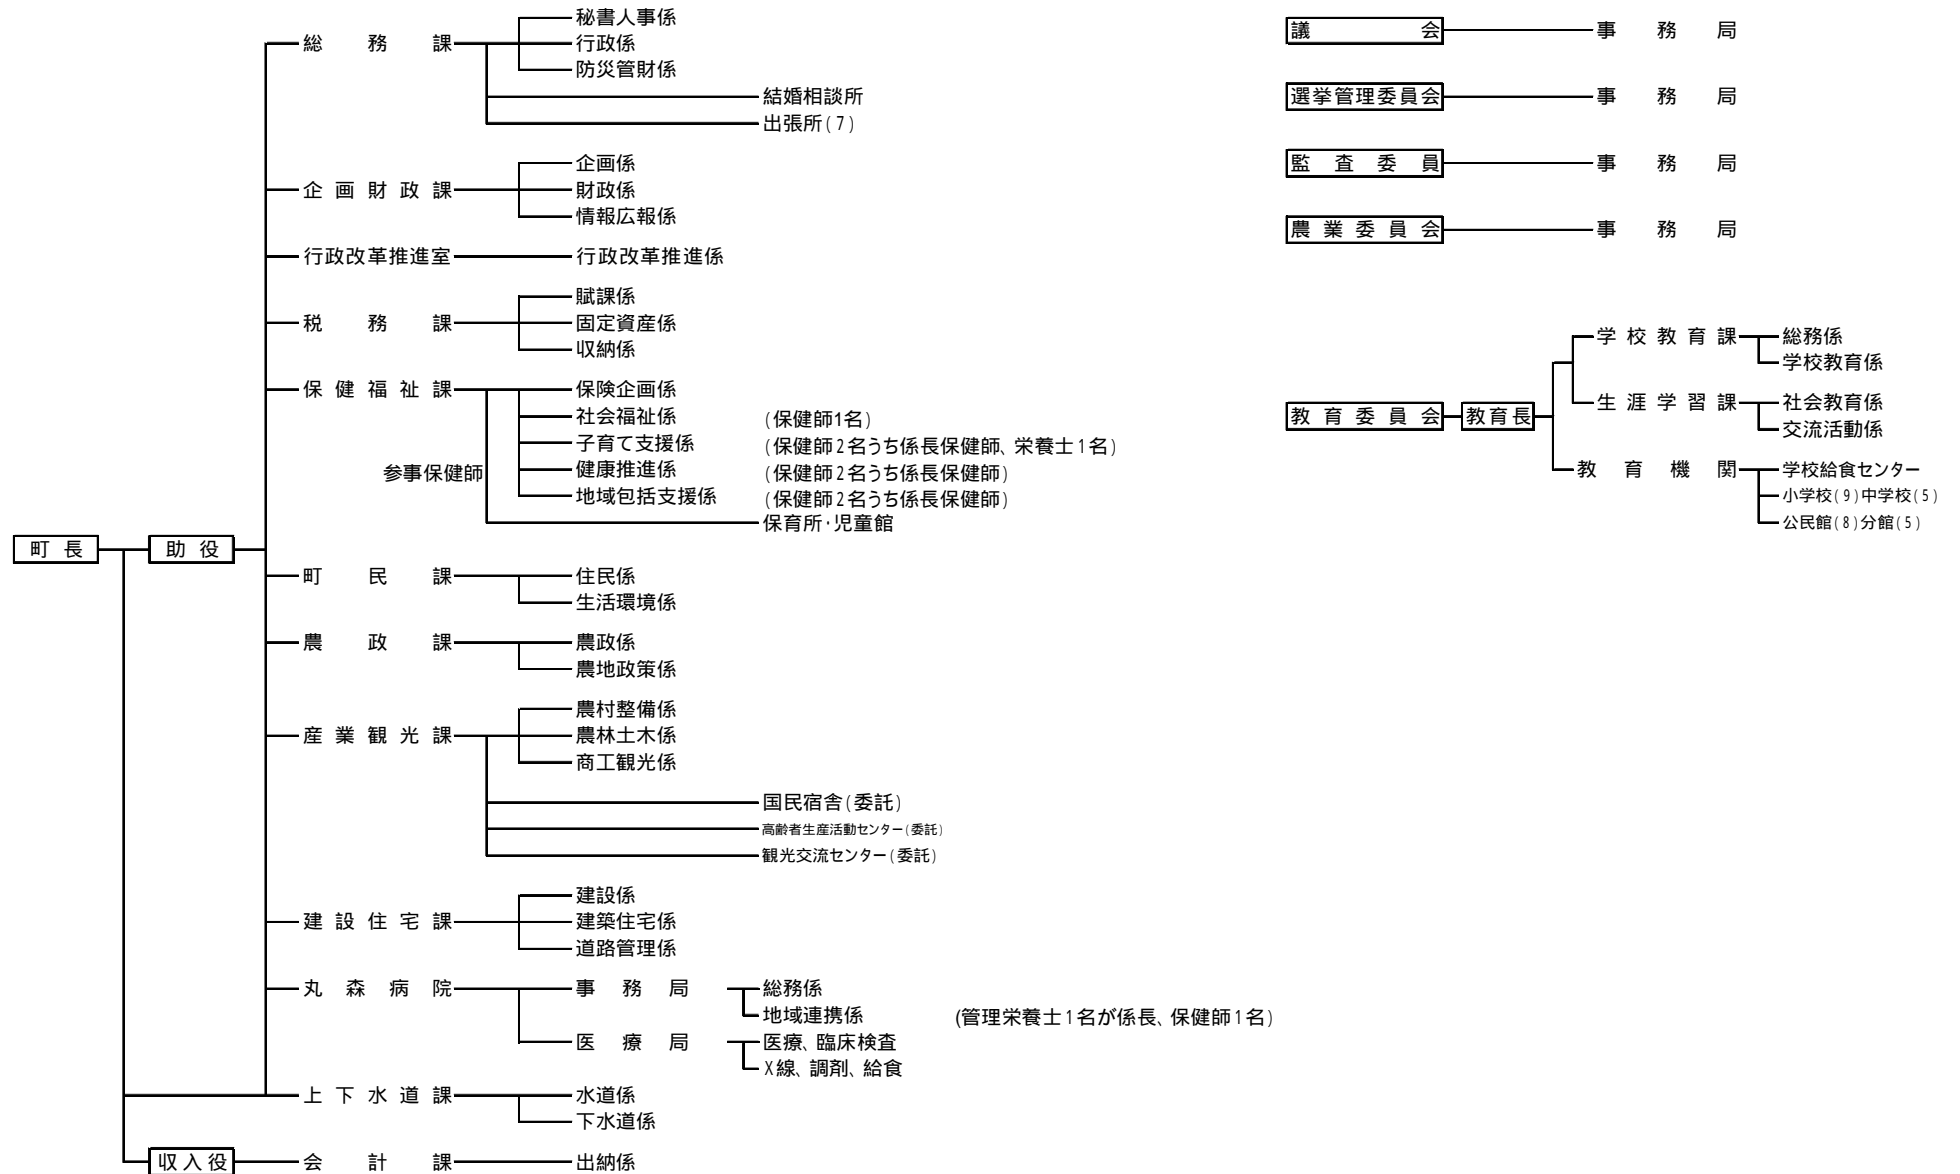 町長
助役
収入役
総務課
秘書人事係
行政係
防災管財係
結婚相談所
出張所(7)
企画財政課
企画係
財政係
情報広報係
行政改革推進室
行政改革推進係
税務課
賦課係
固定資産係
収納係
保健福祉課
参事保健師
保険企画係
社会福祉係 (保健師1名)
子育て支援係 (保健師2名うち係長保健師、栄養士1名)
健康推進係 (保健師2名うち係長保健師)
地域包括支援係 (保健師2名うち係長保健師)
保育所・児童館
町民課
住民係
生活環境係
農政課
農政係
農地政策係
産業観光課
農村整備係
農林土木係
商工観光係
国民宿舎(委託)
高齢者生産活動センター(委託)
観光交流センター(委託)
建設住宅課
建設係
建築住宅係
道路管理係
丸森病院
事務局
総務係
地域連携係 (管理栄養士1名が係長、保健師1名)
医療局
医療、臨床検査
X線、調剤、給食
上下水道課
水道係
下水道係
会計課
出納係
議会 事務局
選挙管理委員会 事務局
監査委員 事務局
農業委員会 事務局
教育委員会
教育長
学校教育課
総務係
学校教育係
生涯学習課
社会教育係
交流活動係
教育機関
学校給食センター
小学校(9)中学校(5)
公民館(8)分館(5)